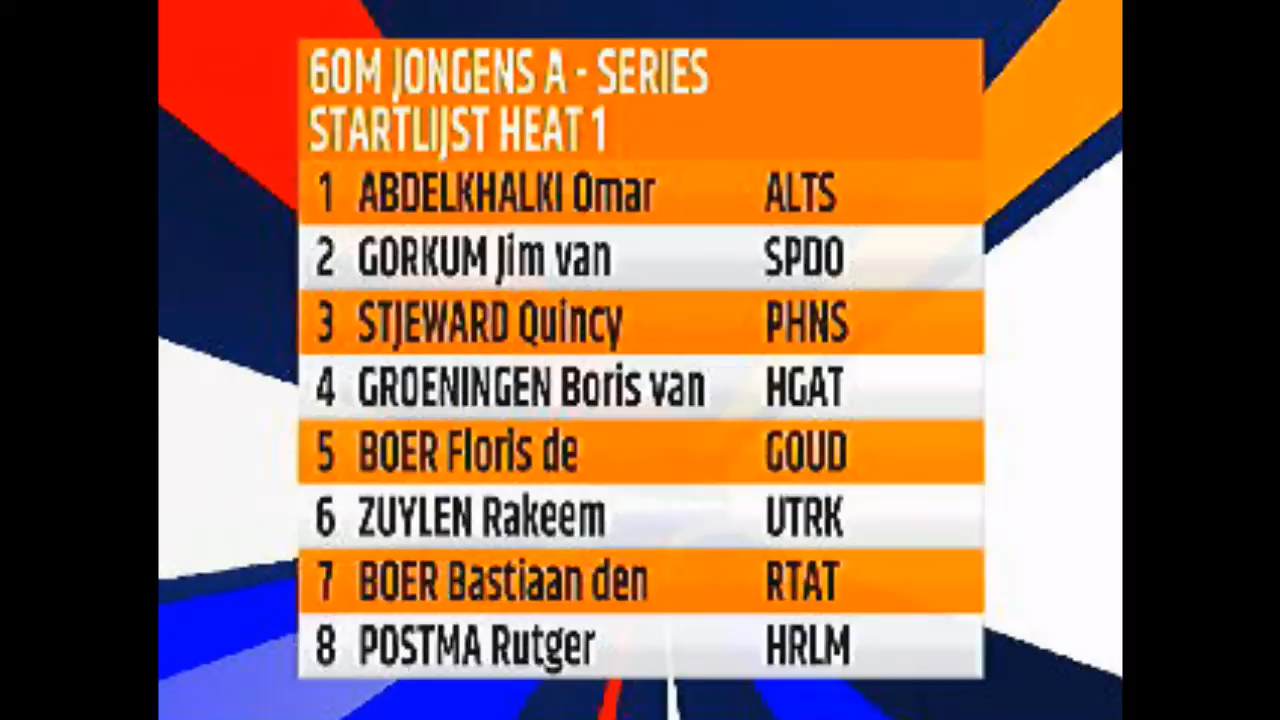 60M JONGENS A - SERIES
STARTLIJST HEAT 1
1 ABDELKHALKI Omar ALTS
2 GORKUM Jim van SPDO
3 STJEWARD Quincy PHNS
4 GROENINGEN Boris van HGAT
5 BOER Floris de GOUD
6 ZUYLEN Rakeem UTRK
7 BOER Bastiaan den RTAT
8 POSTMA Rutger HRLM